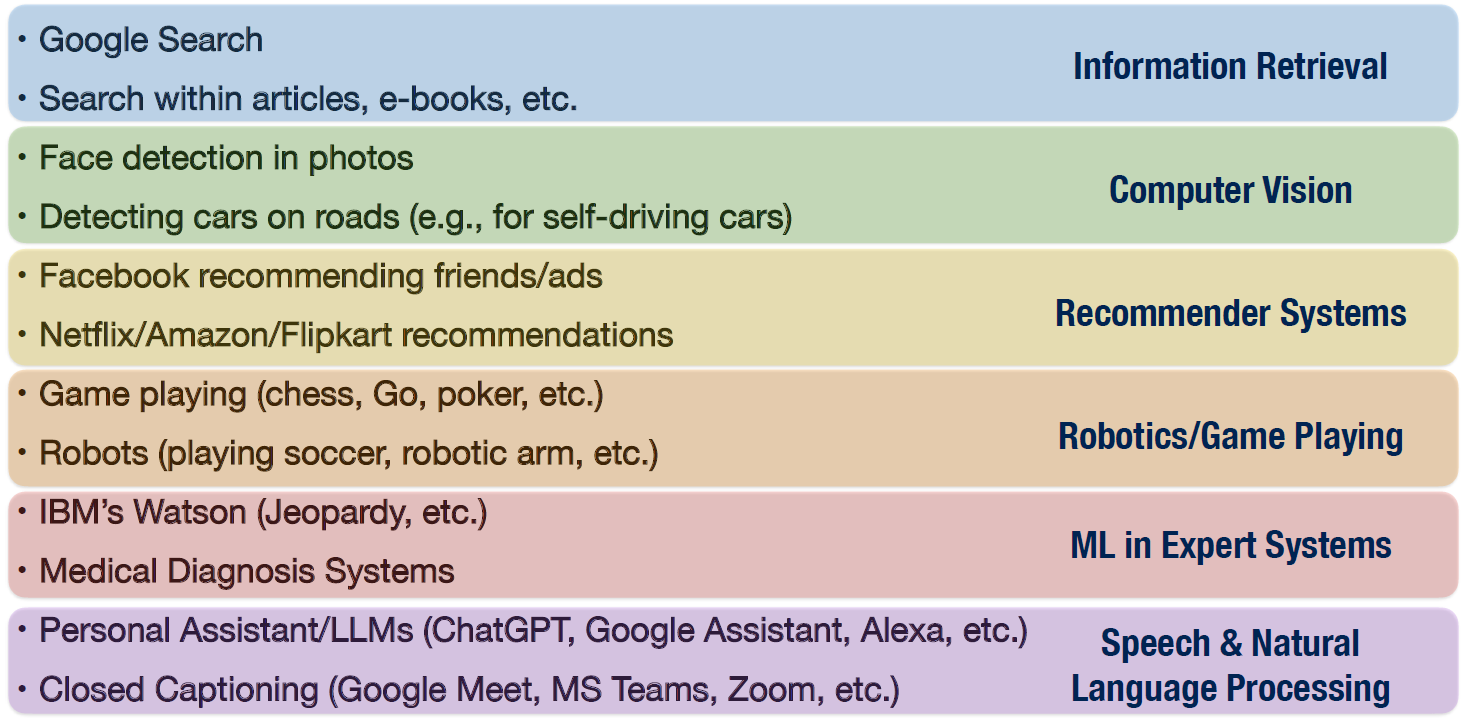 • Google Search
• Search within articles, e-books, etc.
Information Retrieval
• Face detection in photos
• Detecting cars on roads (e.g., for self-driving cars)
Computer Vision
• Facebook recommending friends/ads
• Netflix/Amazon/Flipkart recommendations
Recommender Systems
• Game playing (chess, Go, poker, etc.)
• Robots (playing soccer, robotic arm, etc.)
Robotics/Game Playing
• IBM’s Watson (Jeopardy, etc.)
• Medical Diagnosis Systems
ML in Expert Systems
• Personal Assistant/LLMs (ChatGPT, Google Assistant, Alexa, etc.)
• Closed Captioning (Google Meet, MS Teams, Zoom, etc.)
Speech & Natural
Language Processing